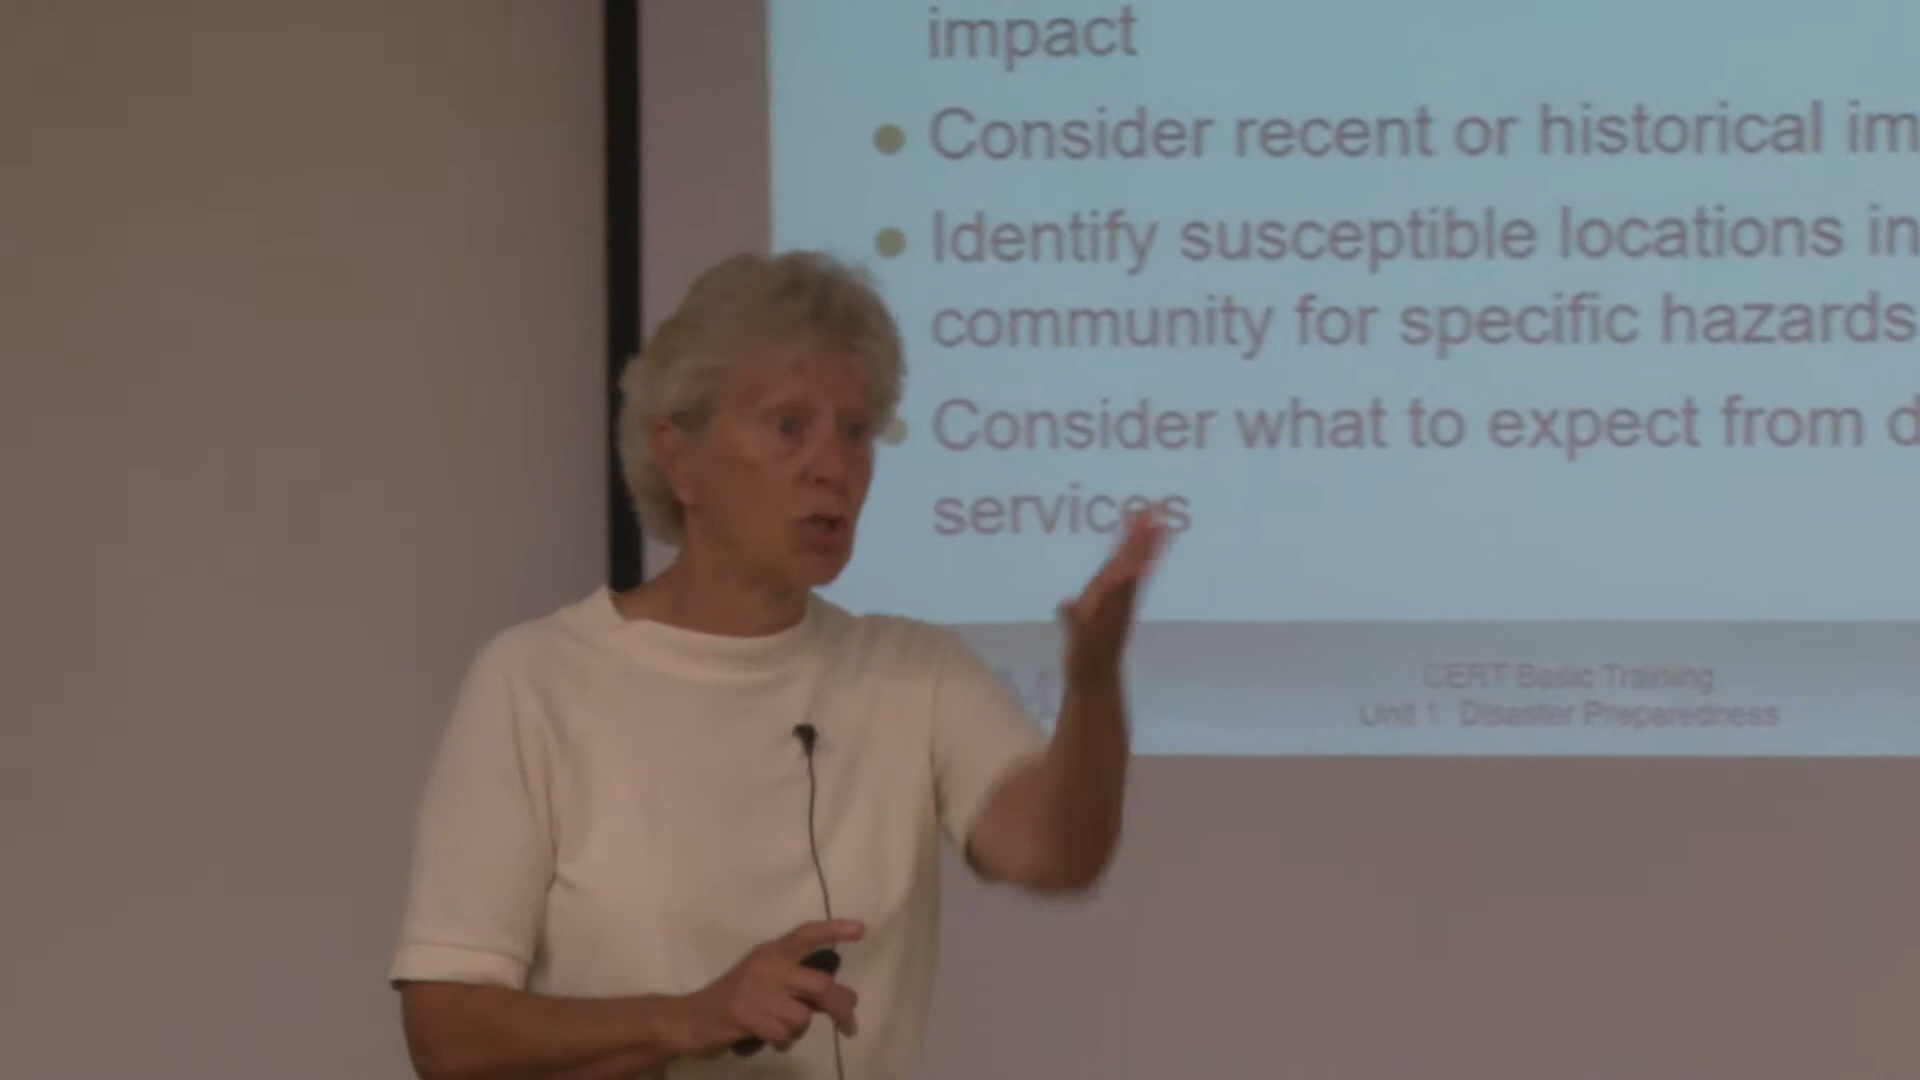 impact
Consider recent or historical im
Identify susceptible locations in
community for specific hazards
Consider what to expect from d
services
CERT Basic Training
Unit 1: Disaster Preparedness